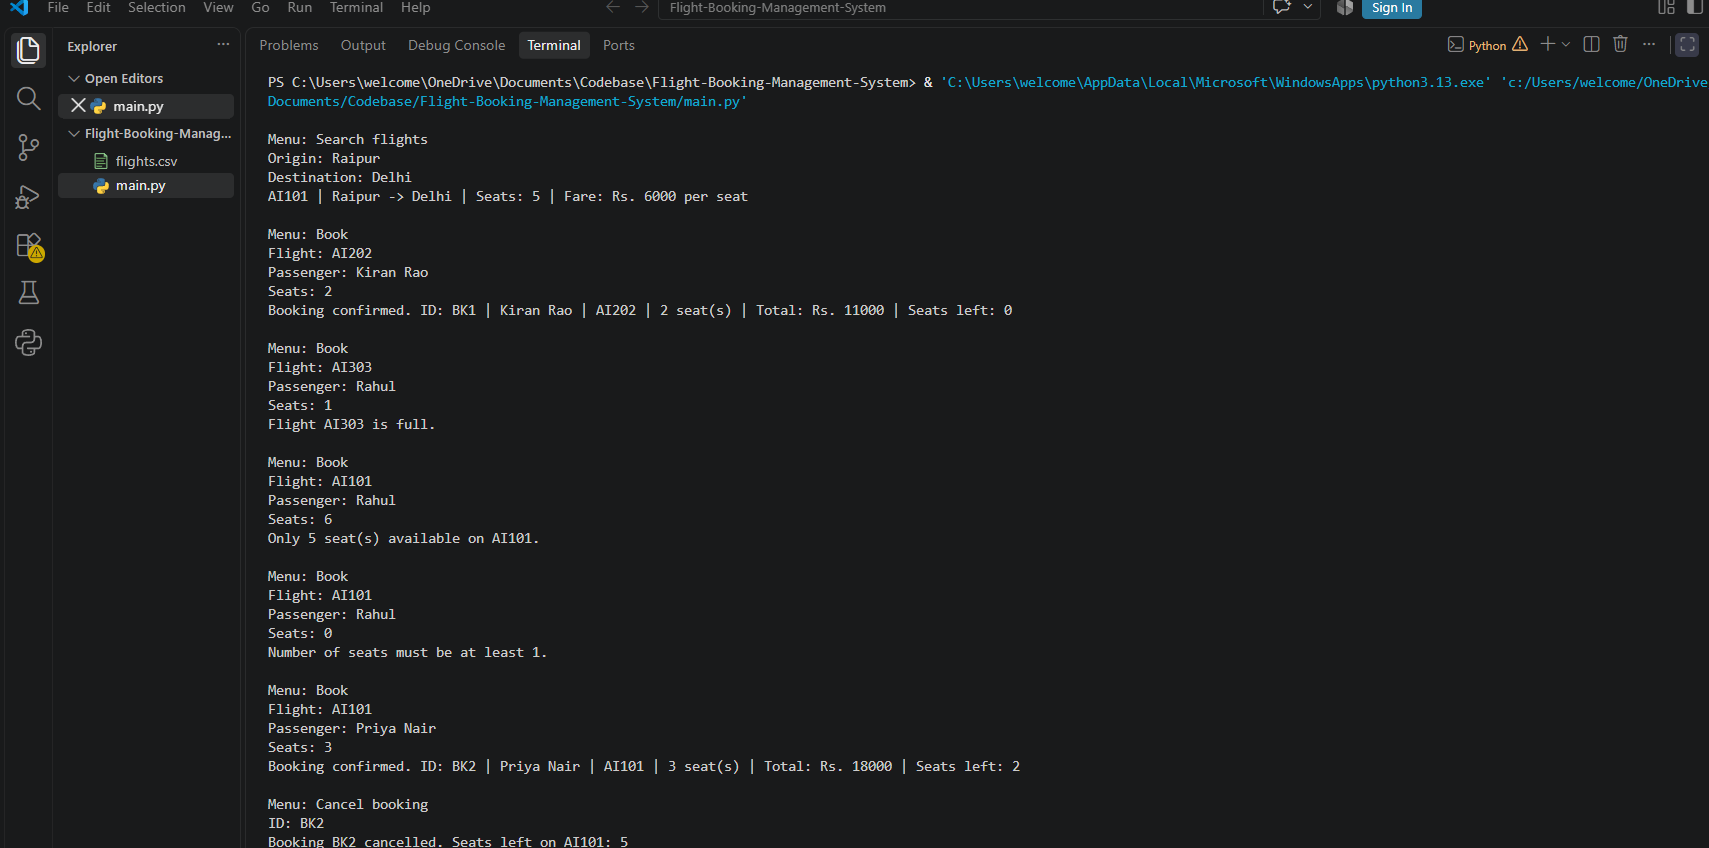 File Edit Selection View Go Run Terminal Help
Flight-Booking-Management-System
Sign In
Explorer
Open Editors
main.py
Flight-Booking-Manag...
flights.csv
main.py
Problems Output Debug Console Terminal Ports
Python
PS C:\Users\welcome\OneDrive\Documents\Codebase\Flight-Booking-Management-System> & 'C:\Users\welcome\AppData\Local\Microsoft\WindowsApps\python3.13.exe' 'c:/Users/welcome/OneDrive
Documents/Codebase/Flight-Booking-Management-System/main.py'
Menu: Search flights
Origin: Raipur
Destination: Delhi
AI101 | Raipur -> Delhi | Seats: 5 | Fare: Rs. 6000 per seat
Menu: Book
Flight: AI202
Passenger: Kiran Rao
Seats: 2
Booking confirmed. ID: BK1 | Kiran Rao | AI202 | 2 seat(s) | Total: Rs. 11000 | Seats left: 0
Menu: Book
Flight: AI303
Passenger: Rahul
Seats: 1
Flight AI303 is full.
Menu: Book
Flight: AI101
Passenger: Rahul
Seats: 6
Only 5 seat(s) available on AI101.
Menu: Book
Flight: AI101
Passenger: Rahul
Seats: 0
Number of seats must be at least 1.
Menu: Book
Flight: AI101
Passenger: Priya Nair
Seats: 3
Booking confirmed. ID: BK2 | Priya Nair | AI101 | 3 seat(s) | Total: Rs. 18000 | Seats left: 2
Menu: Cancel booking
ID: BK2
Booking BK2 cancelled. Seats left on AI101: 5